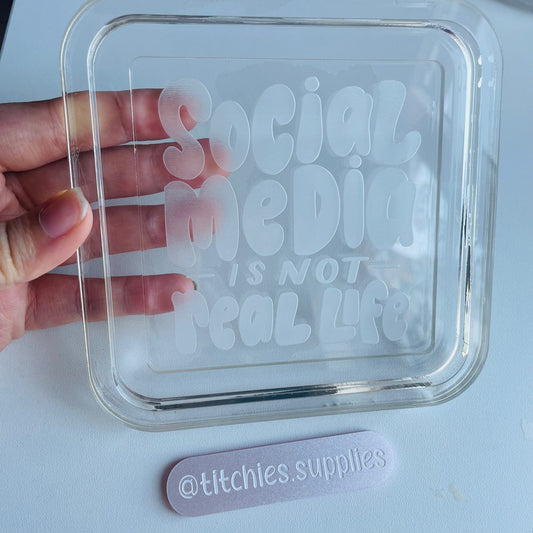 Social
Media
IS NOT
real Life
@titchies.supplies